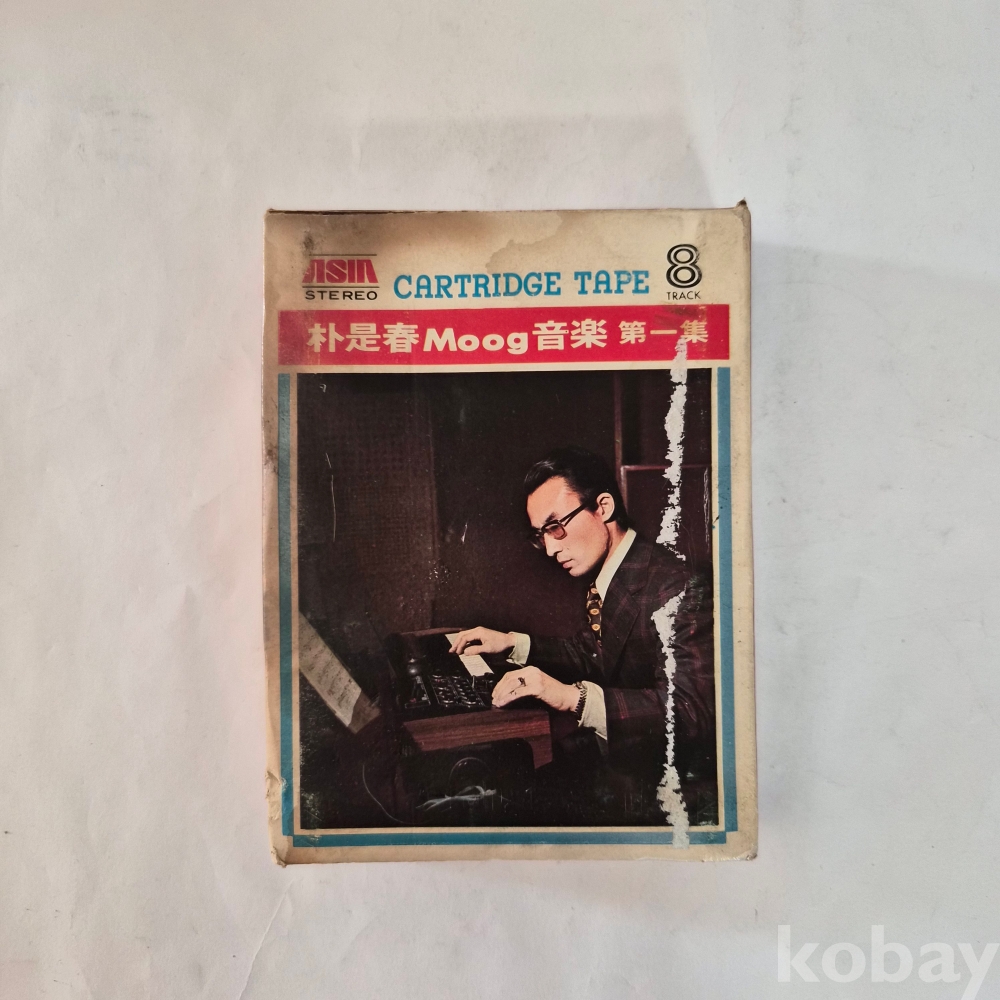 ASIA
STEREO
CARTRIDGE TAPE
8
TRACK
朴是春Moog音楽 第一集
kobay